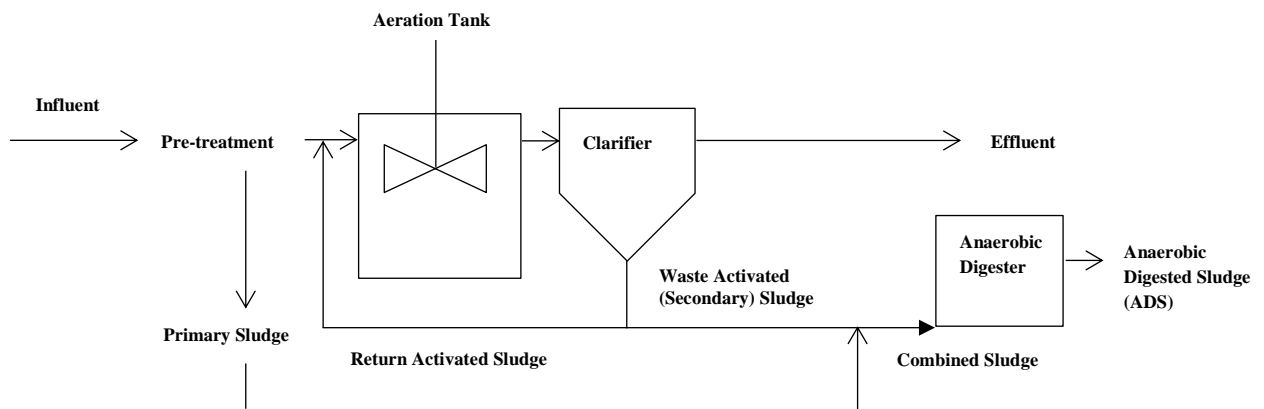 Aeration Tank
Influent
Pre-treatment
Clarifier
Effluent
Anaerobic
Digester
Anaerobic
Digested Sludge
(ADS)
Waste Activated
(Secondary) Sludge
Primary Sludge
Return Activated Sludge
Combined Sludge